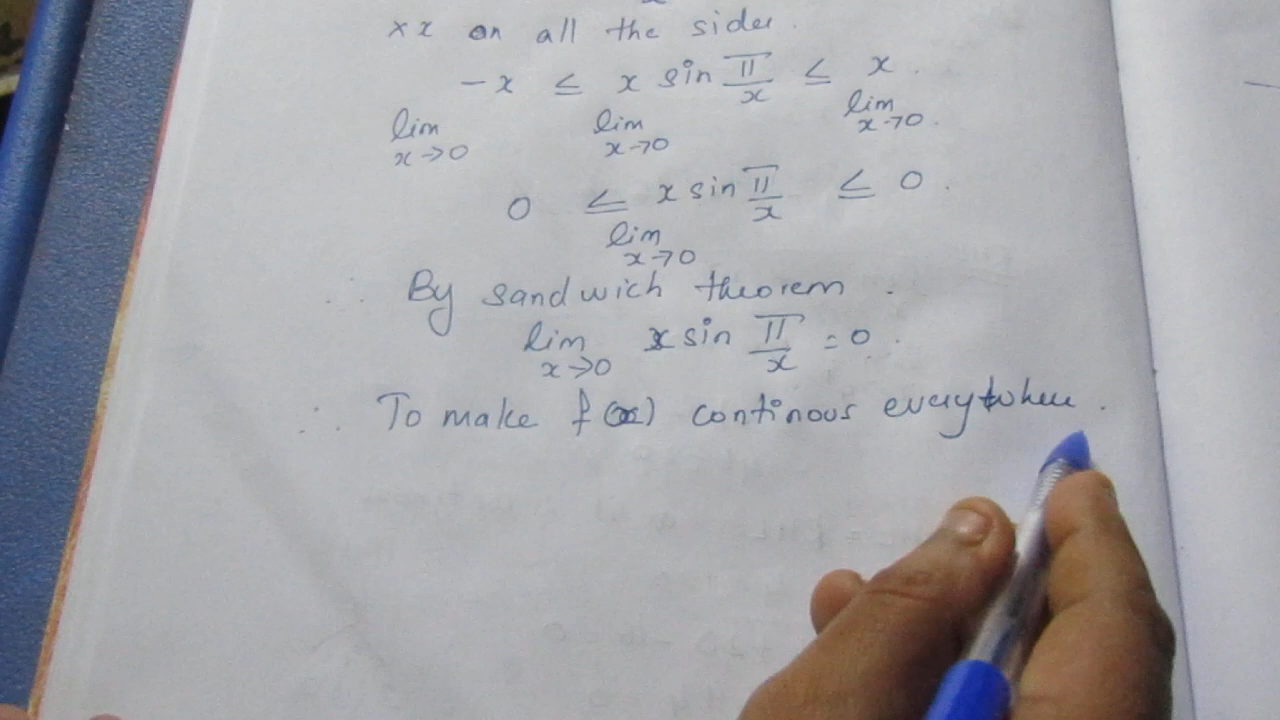 ×x on all the sides.
-x ≤ x sin π/x ≤ x.
lim x→0 lim x→0 lim x→0.
0 ≤ x sin π/x ≤ 0.
lim x→0
∴ By sandwich theorem.
lim x→0 x sin π/x = 0.
∴ To make f(x) continous everywhere.